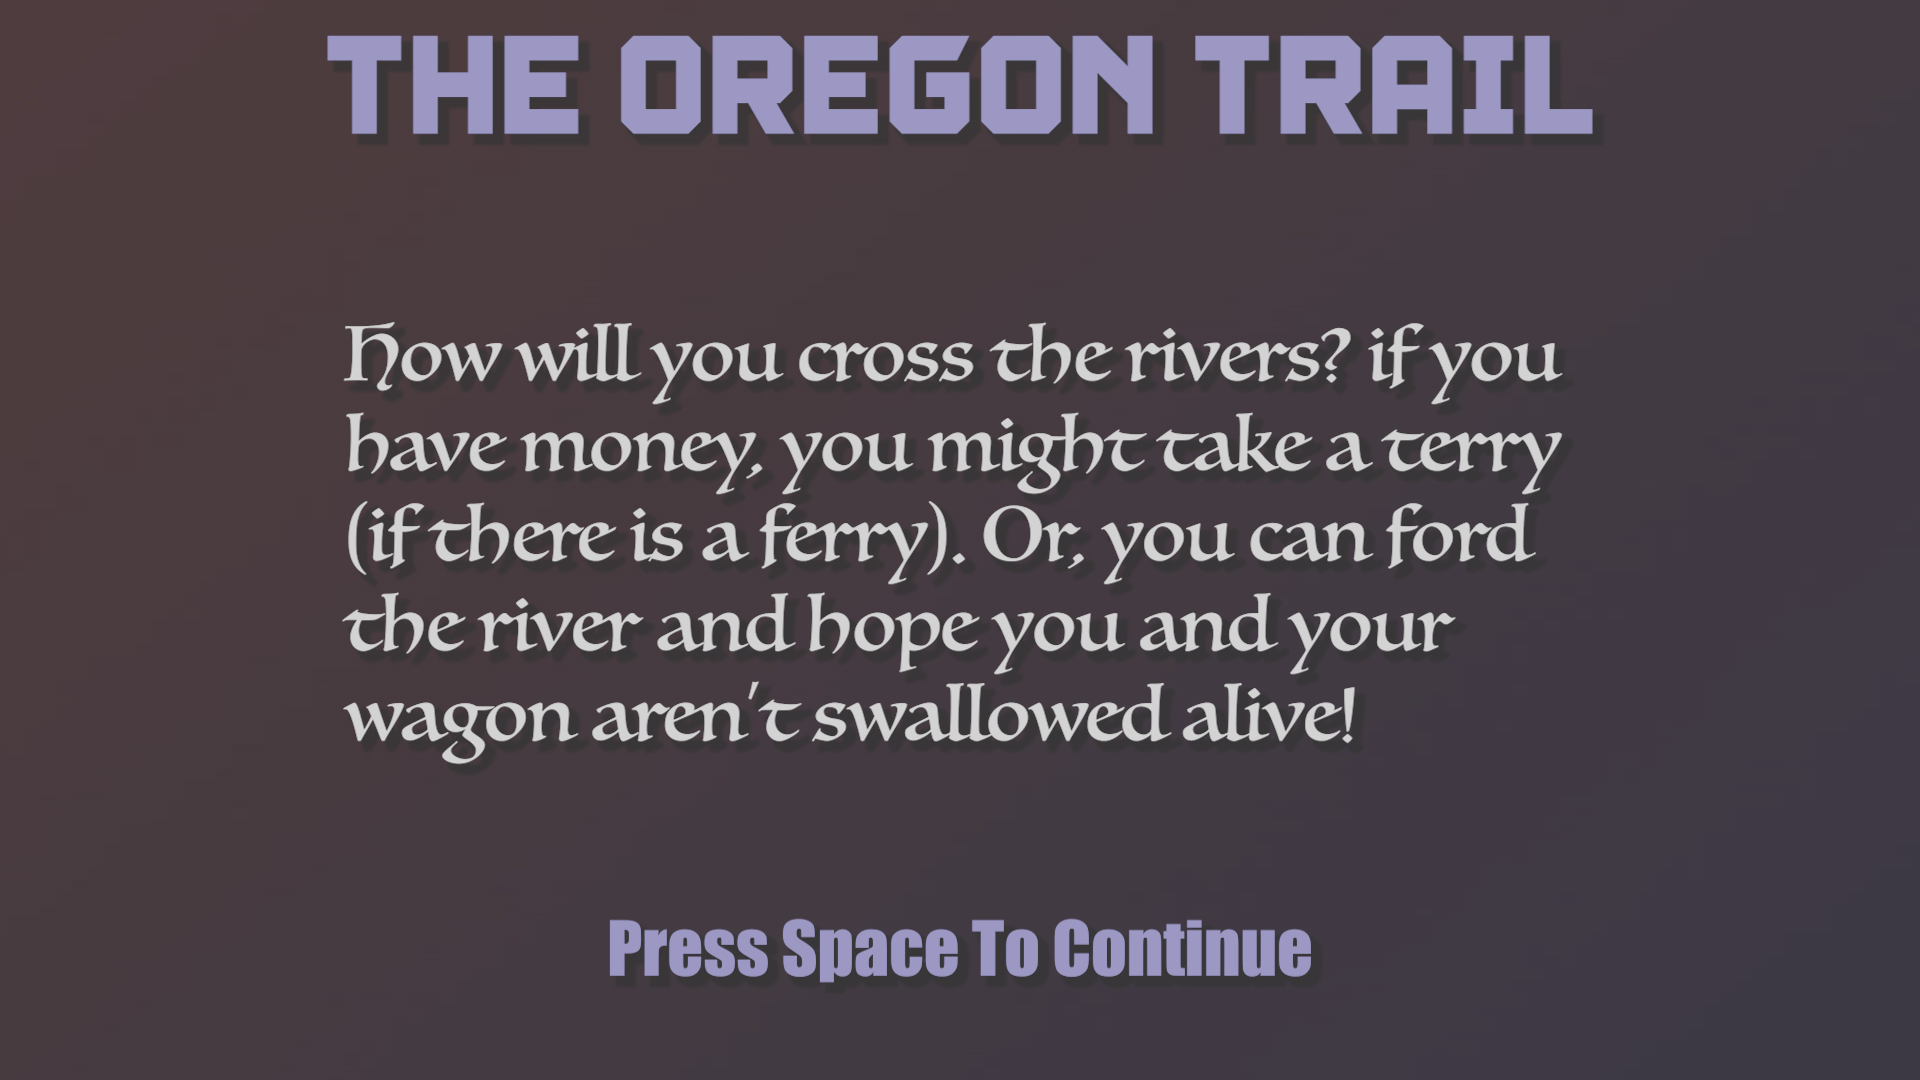 THE OREGON TRAIL
How will you cross the rivers? if you
have money, you might take a terry
(if there is a ferry). Or, you can ford
the river and hope you and your
wagon aren't swallowed alive!
Press Space To Continue